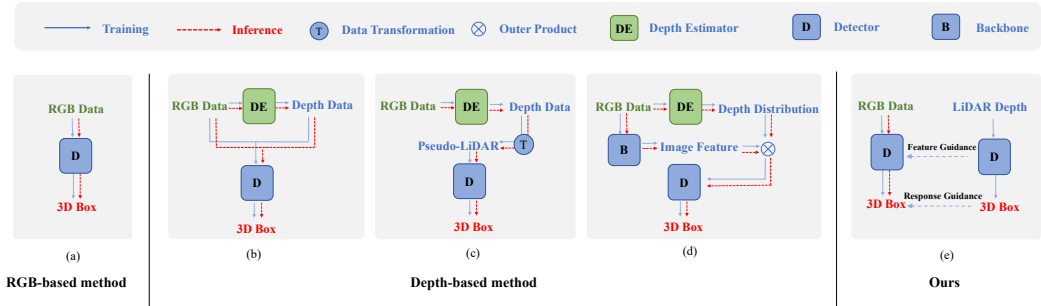 Training
Inference
T
Data Transformation
Outer Product
DE
Depth Estimator
D
Detector
B
Backbone
RGB Data
D
3D Box
(a)
RGB-based method
RGB Data
DE
Depth Data
D
3D Box
(b)
RGB Data
DE
Depth Data
Pseudo-LiDAR
T
D
3D Box
(c)
RGB Data
DE
Depth Distribution
B
Image Feature
D
3D Box
(d)
Depth-based method
RGB Data
LiDAR Depth
D
Feature Guidance
D
Response Guidance
3D Box
3D Box
(e)
Ours